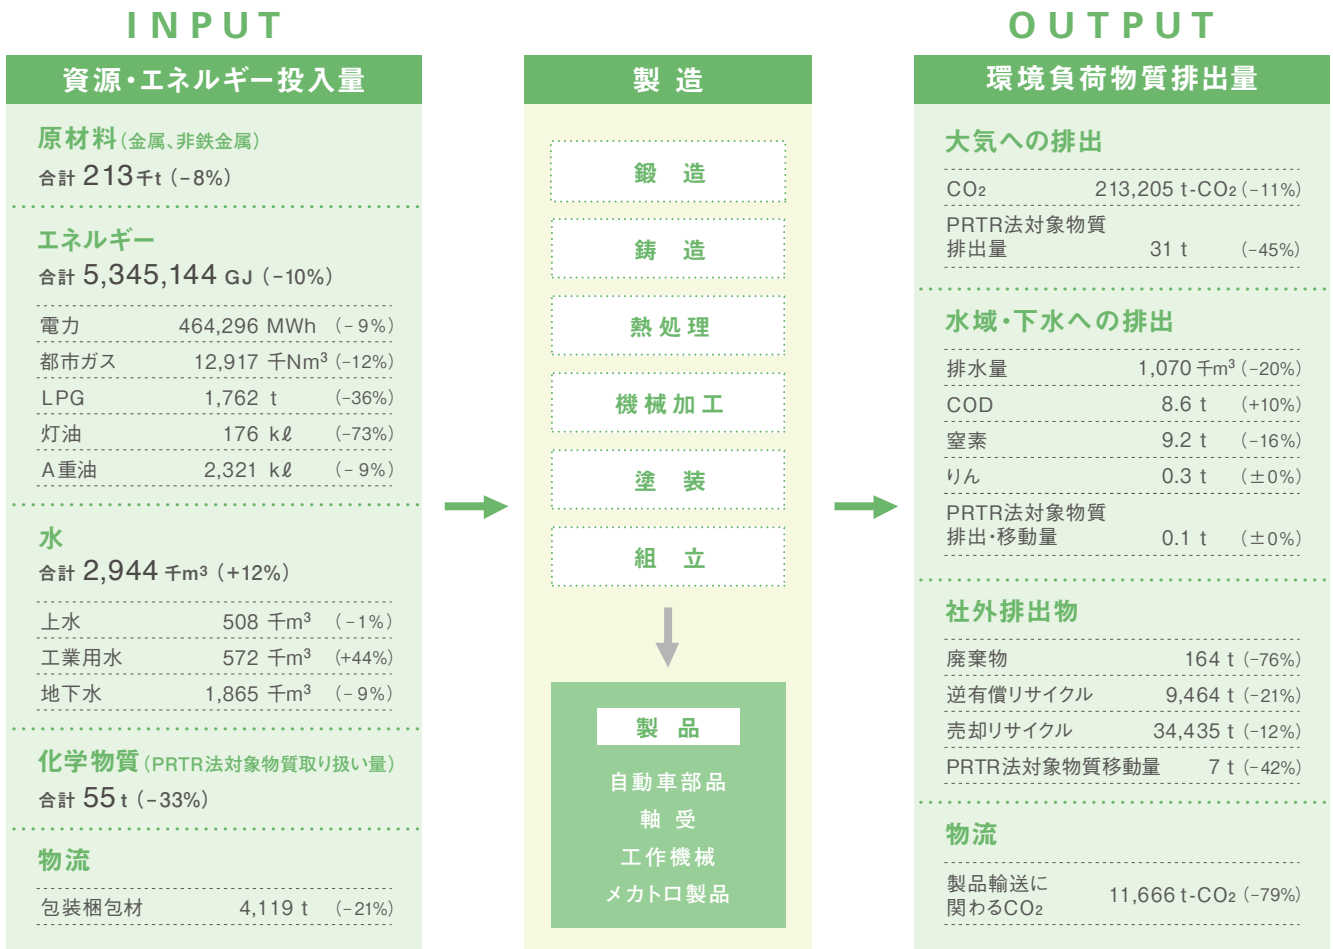 INPUT
資源・エネルギー投入量
原材料(金属、非鉄金属)
合計 213千t (-8%)
エネルギー
合計 5,345,144 GJ (-10%)
電力 464,296 MWh (-9%)
都市ガス 12,917 千Nm³ (-12%)
LPG 1,762 t (-36%)
灯油 176 kℓ (-73%)
A重油 2,321 kℓ (-9%)
水
合計 2,944 千m³ (+12%)
上水 508 千m³ (-1%)
工業用水 572 千m³ (+44%)
地下水 1,865 千m³ (-9%)
化学物質(PRTR法対象物質取り扱い量)
合計 55 t (-33%)
物流
包装梱包材 4,119 t (-21%)
製造
鍛造
鋳造
熱処理
機械加工
塗装
組立
製品
自動車部品
軸受
工作機械
メカトロ製品
OUTPUT
環境負荷物質排出量
大気への排出
CO₂ 213,205 t-CO₂ (-11%)
PRTR法対象物質
排出量 31 t (-45%)
水域・下水への排出
排水量 1,070 千m³ (-20%)
COD 8.6 t (+10%)
窒素 9.2 t (-16%)
りん 0.3 t (±0%)
PRTR法対象物質
排出・移動量 0.1 t (±0%)
社外排出物
廃棄物 164 t (-76%)
逆有償リサイクル 9,464 t (-21%)
売却リサイクル 34,435 t (-12%)
PRTR法対象物質移動量 7 t (-42%)
物流
製品輸送に
関わるCO₂ 11,666 t-CO₂ (-79%)